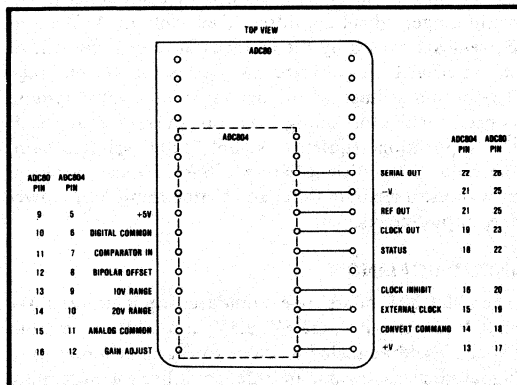 TOP VIEW
ADC80
ADC804
ADC80 PIN ADC804 PIN
9 5 +5V
10 6 DIGITAL COMMON
11 7 COMPARATOR IN
12 8 BIPOLAR OFFSET
13 9 10V RANGE
14 10 20V RANGE
15 11 ANALOG COMMON
16 12 GAIN ADJUST
ADC804 PIN ADC80 PIN
SERIAL OUT 22 26
−V 21 25
REF OUT 21 25
CLOCK OUT 19 23
STATUS 18 22
CLOCK INHIBIT 16 20
EXTERNAL CLOCK 15 19
CONVERT COMMAND 14 18
+V 13 17